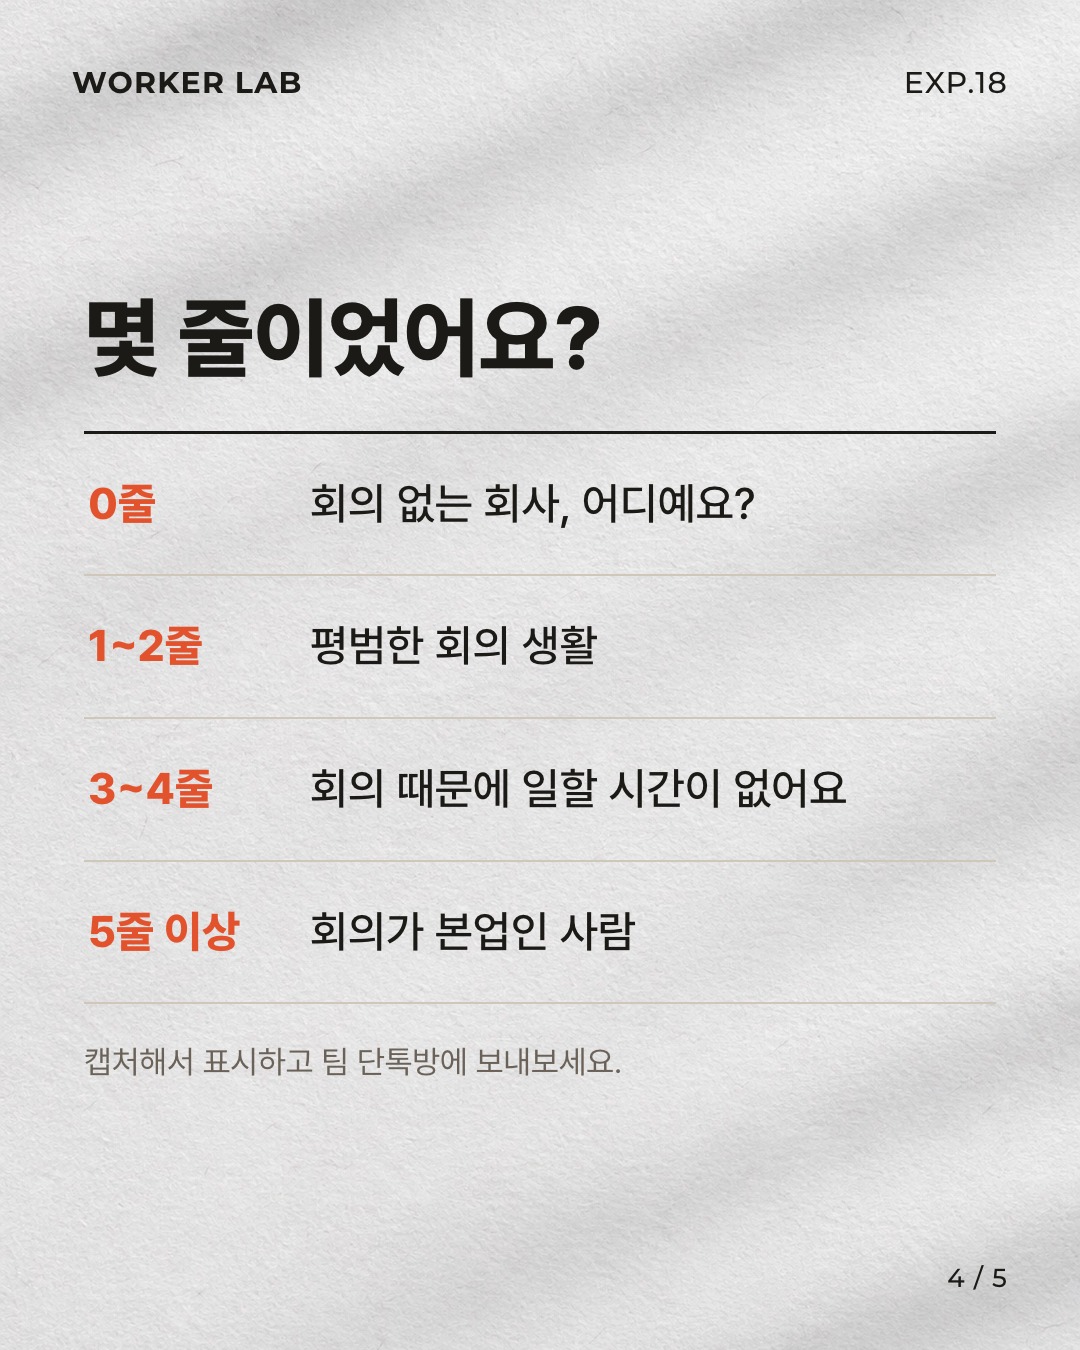 WORKER LAB
EXP.18
몇 줄이었어요?
0줄 회의 없는 회사, 어디예요?
1~2줄 평범한 회의 생활
3~4줄 회의 때문에 일할 시간이 없어요
5줄 이상 회의가 본업인 사람
캡처해서 표시하고 팀 단톡방에 보내보세요.
4 / 5